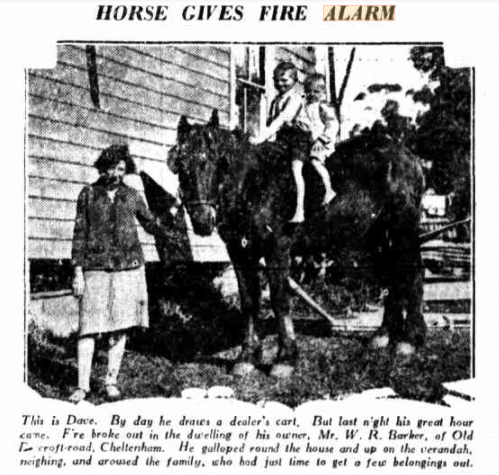 HORSE GIVES FIRE ALARM
This is Dave. By day he draws a dealer's cart. But last night his great hour
came. Fire broke out in the dwelling of his owner, Mr. W. R. Barker, of Old
croft-road, Cheltenham. He galloped round the house and up on the verandah,
neighing, and aroused the family, who had just time to get a few belongings out.